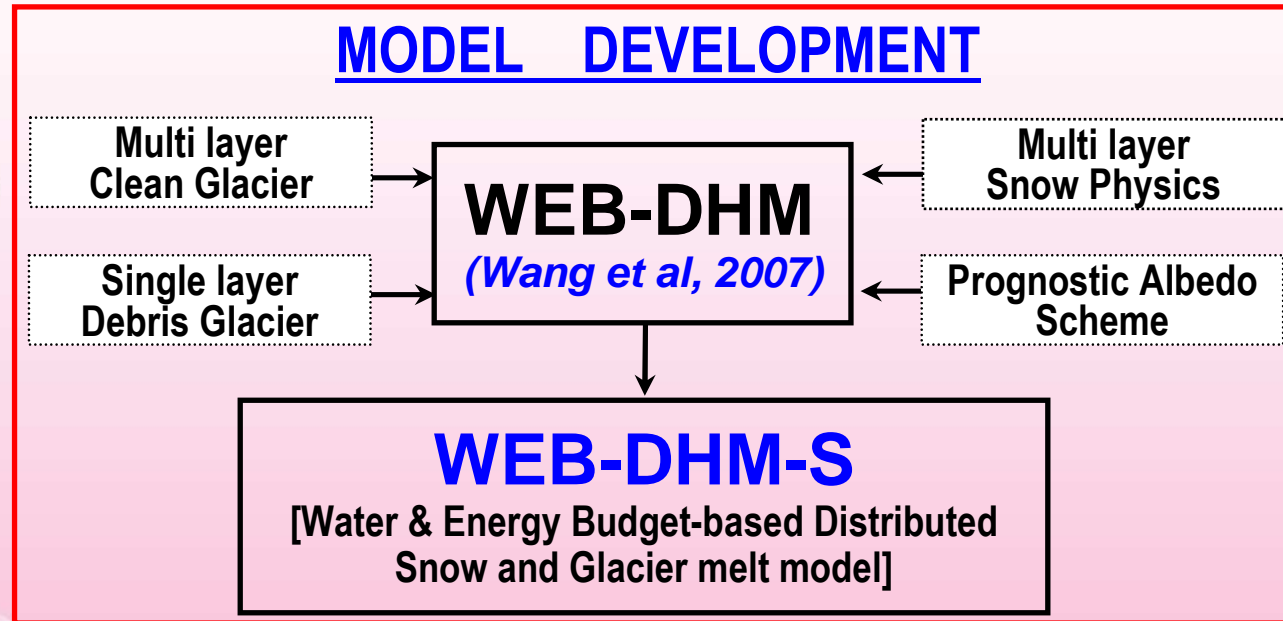 MODEL DEVELOPMENT
Multi layer
Clean Glacier
Single layer
Debris Glacier
WEB-DHM
(Wang et al, 2007)
Multi layer
Snow Physics
Prognostic Albedo
Scheme
WEB-DHM-S
[Water & Energy Budget-based Distributed
Snow and Glacier melt model]